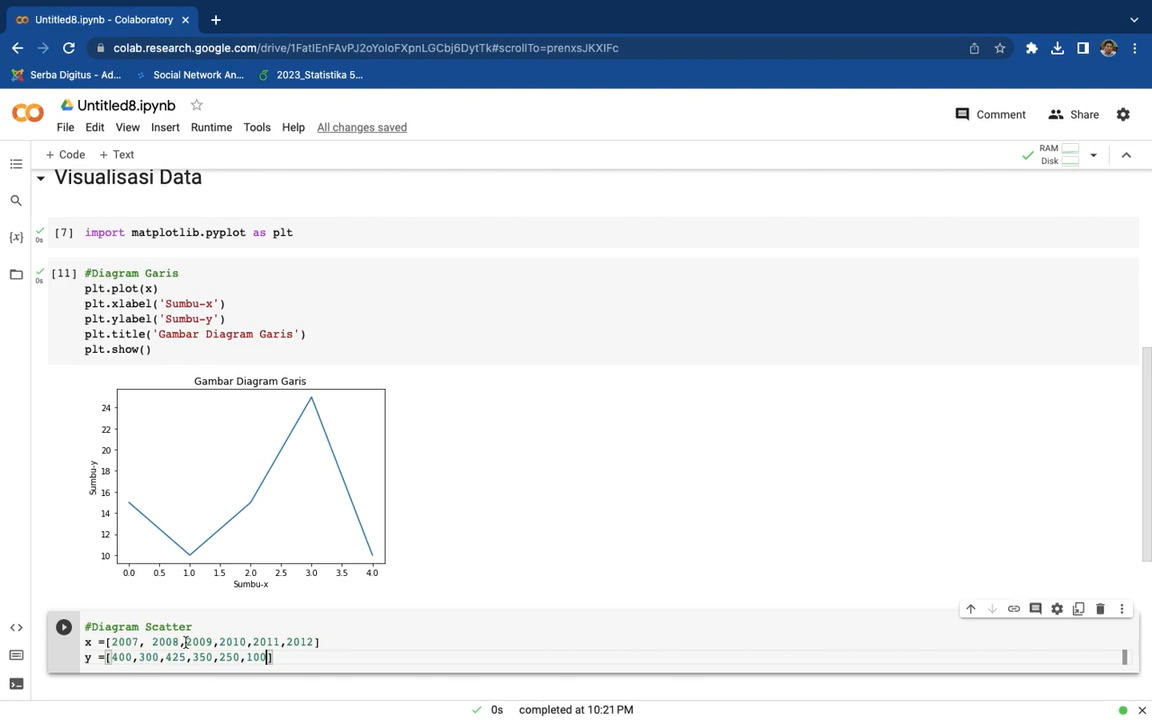 Untitled8.ipynb - Colaboratory
colab.research.google.com/drive/1FatIEnFAvPJ2oYoIoFXpnLGCbj6DytTk#scrollTo=prenxsJKXIFc
Serba Digitus - Ad... Social Network An... 2023_Statistika 5...
Untitled8.ipynb
Comment Share
File Edit View Insert Runtime Tools Help All changes saved
+ Code + Text
RAM
Disk
Visualisasi Data
[7] import matplotlib.pyplot as plt
0s
[11] #Diagram Garis
0s
plt.plot(x)
plt.xlabel('Sumbu-x')
plt.ylabel('Sumbu-y')
plt.title('Gambar Diagram Garis')
plt.show()
Gambar Diagram Garis
24
22
20
18
16
14
12
10
Sumbu-y
0.0 0.5 1.0 1.5 2.0 2.5 3.0 3.5 4.0
Sumbu-x
#Diagram Scatter
x =[2007, 2008,2009,2010,2011,2012]
y =[400,300,425,350,250,100]
0s completed at 10:21 PM